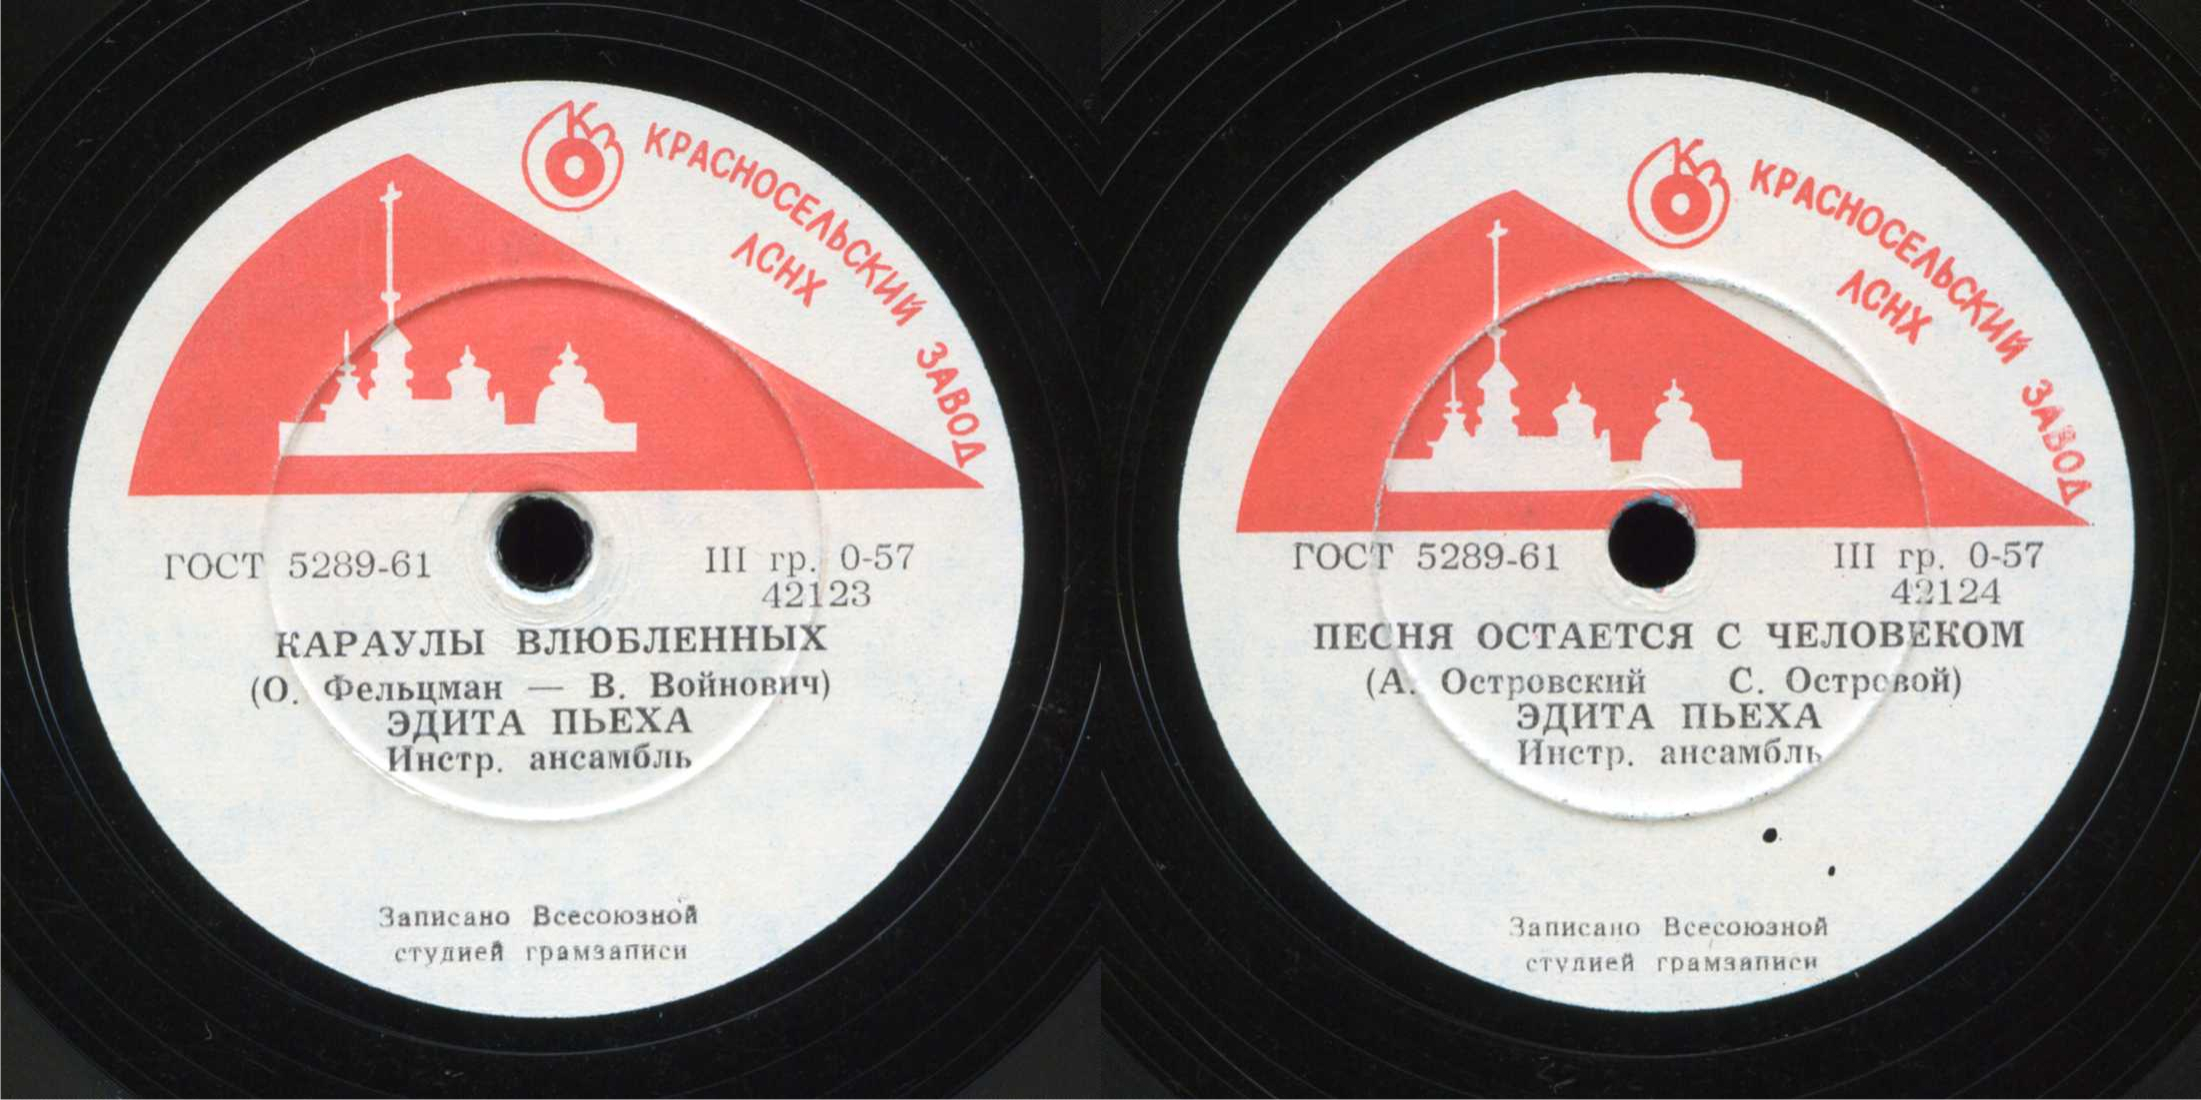 КРАСНОСЕЛЬСКИЙ ЗАВОД
ЛСНХ
ГОСТ 5289-61
III гр. 0-57
42123
КАРАУЛЫ ВЛЮБЛЕННЫХ
(О. Фельцман — В. Войнович)
ЭДИТА ПЬЕХА
Инстр. ансамбль
Записано Всесоюзной
студией грамзаписи
КРАСНОСЕЛЬСКИЙ ЗАВОД
ЛСНХ
ГОСТ 5289-61
III гр. 0-57
42124
ПЕСНЯ ОСТАЕТСЯ С ЧЕЛОВЕКОМ
(А. Островский С. Островой)
ЭДИТА ПЬЕХА
Инстр. ансамбль
Записано Всесоюзной
студией грамзаписи